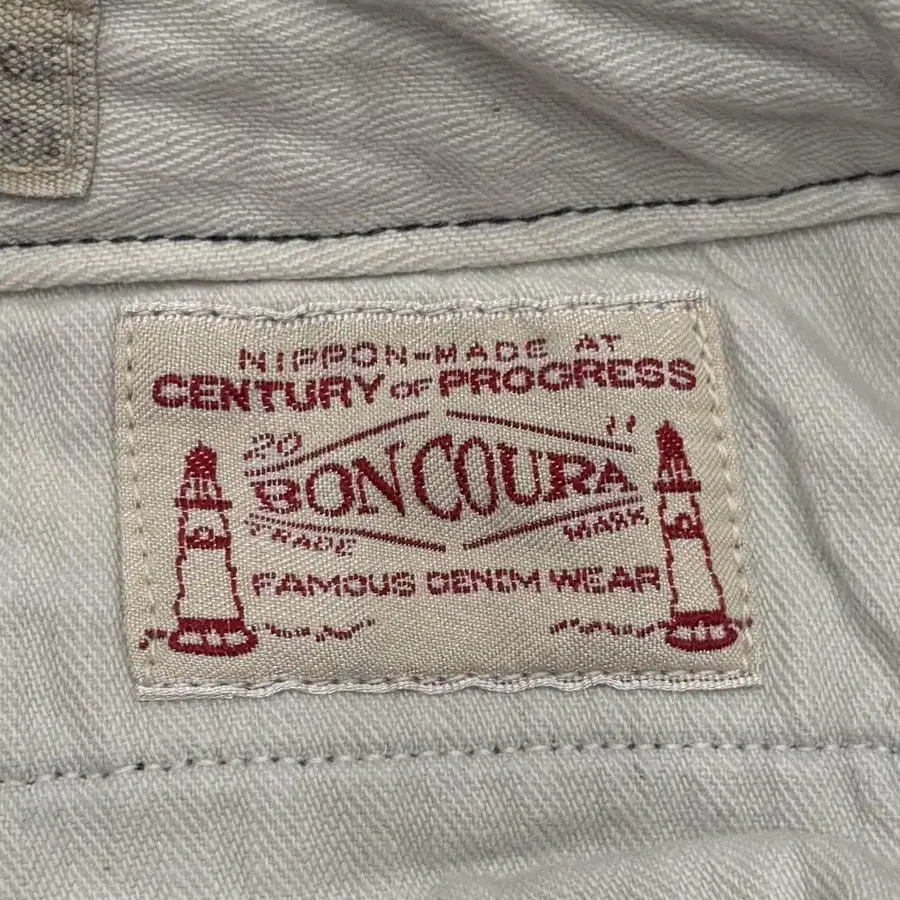 NIPPON-MADE AT
CENTURY OF PROGRESS
20 11
BONCOURA
TRADE MARK
FAMOUS DENIM WEAR